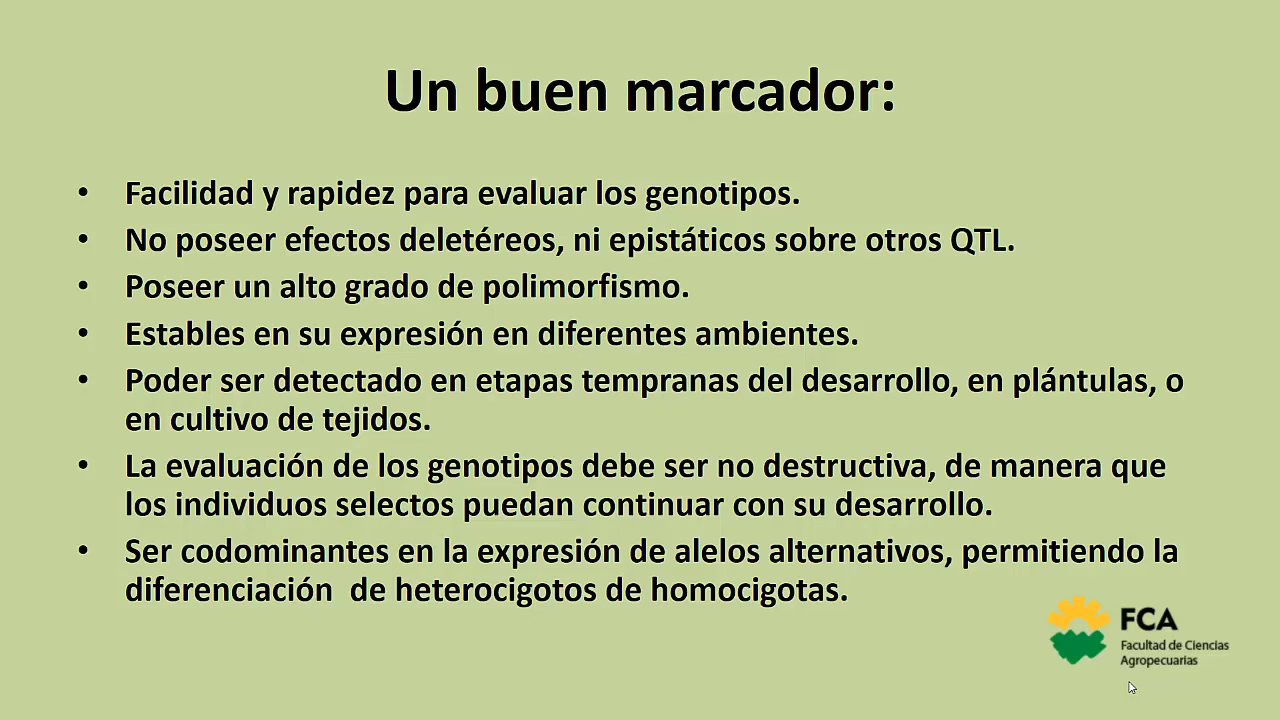 Un buen marcador:
• Facilidad y rapidez para evaluar los genotipos.
• No poseer efectos deletéreos, ni epistáticos sobre otros QTL.
• Poseer un alto grado de polimorfismo.
• Estables en su expresión en diferentes ambientes.
• Poder ser detectado en etapas tempranas del desarrollo, en plántulas, o
en cultivo de tejidos.
• La evaluación de los genotipos debe ser no destructiva, de manera que
los individuos selectos puedan continuar con su desarrollo.
• Ser codominantes en la expresión de alelos alternativos, permitiendo la
diferenciación  de heterocigotos de homocigotas.
FCA
Facultad de Ciencias
Agropecuarias